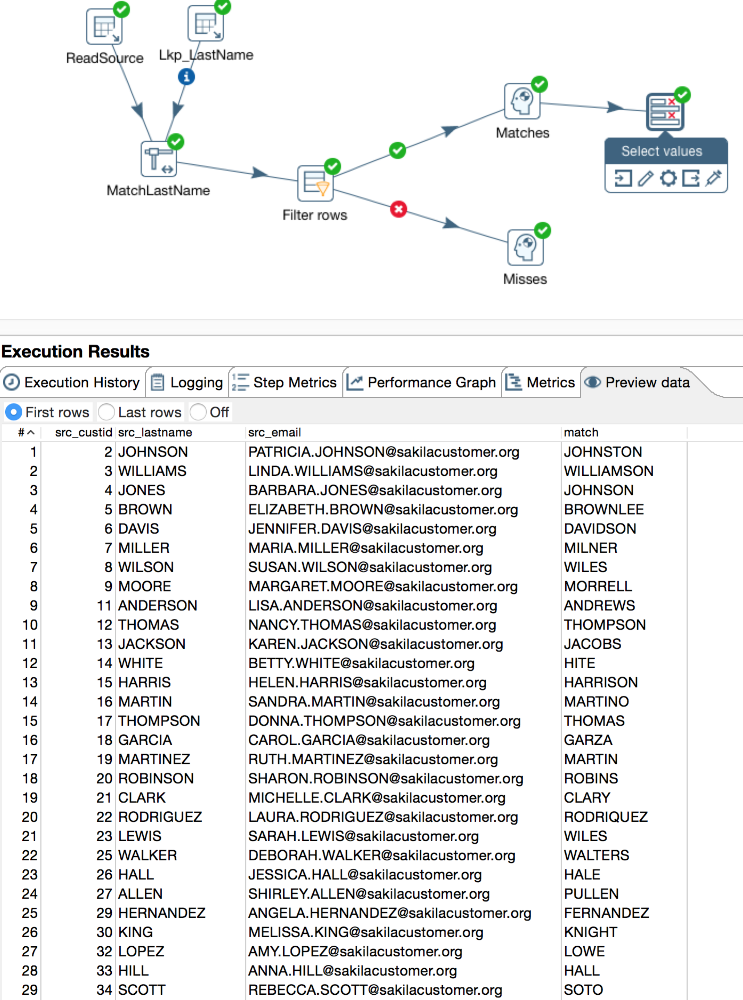 ReadSource
Lkp_LastName
MatchLastName
Filter rows
Matches
Select values
Misses
Execution Results
Execution History Logging Step Metrics Performance Graph Metrics Preview data
First rows Last rows Off
# src_custid src_lastname src_email match
1 2 JOHNSON PATRICIA.JOHNSON@sakilacustomer.org JOHNSTON
2 3 WILLIAMS LINDA.WILLIAMS@sakilacustomer.org WILLIAMSON
3 4 JONES BARBARA.JONES@sakilacustomer.org JOHNSON
4 5 BROWN ELIZABETH.BROWN@sakilacustomer.org BROWNLEE
5 6 DAVIS JENNIFER.DAVIS@sakilacustomer.org DAVIDSON
6 7 MILLER MARIA.MILLER@sakilacustomer.org MILNER
7 8 WILSON SUSAN.WILSON@sakilacustomer.org WILES
8 9 MOORE MARGARET.MOORE@sakilacustomer.org MORRELL
9 11 ANDERSON LISA.ANDERSON@sakilacustomer.org ANDREWS
10 12 THOMAS NANCY.THOMAS@sakilacustomer.org THOMPSON
11 13 JACKSON KAREN.JACKSON@sakilacustomer.org JACOBS
12 14 WHITE BETTY.WHITE@sakilacustomer.org HITE
13 15 HARRIS HELEN.HARRIS@sakilacustomer.org HARRISON
14 16 MARTIN SANDRA.MARTIN@sakilacustomer.org MARTINO
15 17 THOMPSON DONNA.THOMPSON@sakilacustomer.org THOMAS
16 18 GARCIA CAROL.GARCIA@sakilacustomer.org GARZA
17 19 MARTINEZ RUTH.MARTINEZ@sakilacustomer.org MARTIN
18 20 ROBINSON SHARON.ROBINSON@sakilacustomer.org ROBINS
19 21 CLARK MICHELLE.CLARK@sakilacustomer.org CLARY
20 22 RODRIGUEZ LAURA.RODRIGUEZ@sakilacustomer.org RODRIQUEZ
21 23 LEWIS SARAH.LEWIS@sakilacustomer.org WILES
22 25 WALKER DEBORAH.WALKER@sakilacustomer.org WALTERS
23 26 HALL JESSICA.HALL@sakilacustomer.org HALE
24 27 ALLEN SHIRLEY.ALLEN@sakilacustomer.org PULLEN
25 29 HERNANDEZ ANGELA.HERNANDEZ@sakilacustomer.org FERNANDEZ
26 30 KING MELISSA.KING@sakilacustomer.org KNIGHT
27 32 LOPEZ AMY.LOPEZ@sakilacustomer.org LOWE
28 33 HILL ANNA.HILL@sakilacustomer.org HALL
29 34 SCOTT REBECCA.SCOTT@sakilacustomer.org SOTO